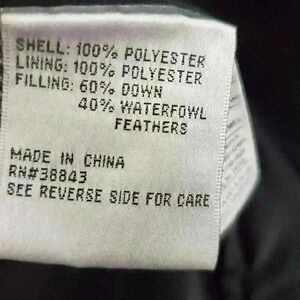 SHELL: 100% POLYESTER
LINING: 100% POLYESTER
FILLING: 60% DOWN
40% WATERFOWL
FEATHERS
MADE IN CHINA
RN#38843
SEE REVERSE SIDE FOR CARE